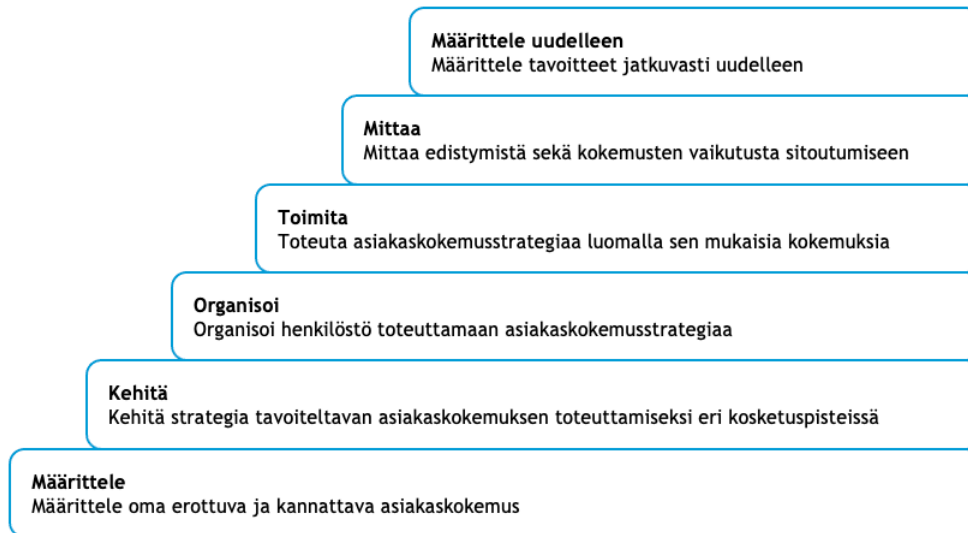 Määrittele uudelleen
Määrittele tavoitteet jatkuvasti uudelleen
Mittaa
Mittaa edistymistä sekä kokemusten vaikutusta sitoutumiseen
Toimita
Toteuta asiakaskokemusstrategiaa luomalla sen mukaisia kokemuksia
Organisoi
Organisoi henkilöstö toteuttamaan asiakaskokemusstrategiaa
Kehitä
Kehitä strategia tavoiteltavan asiakaskokemuksen toteuttamiseksi eri kosketuspisteissä
Määrittele
Määrittele oma erottuva ja kannattava asiakaskokemus